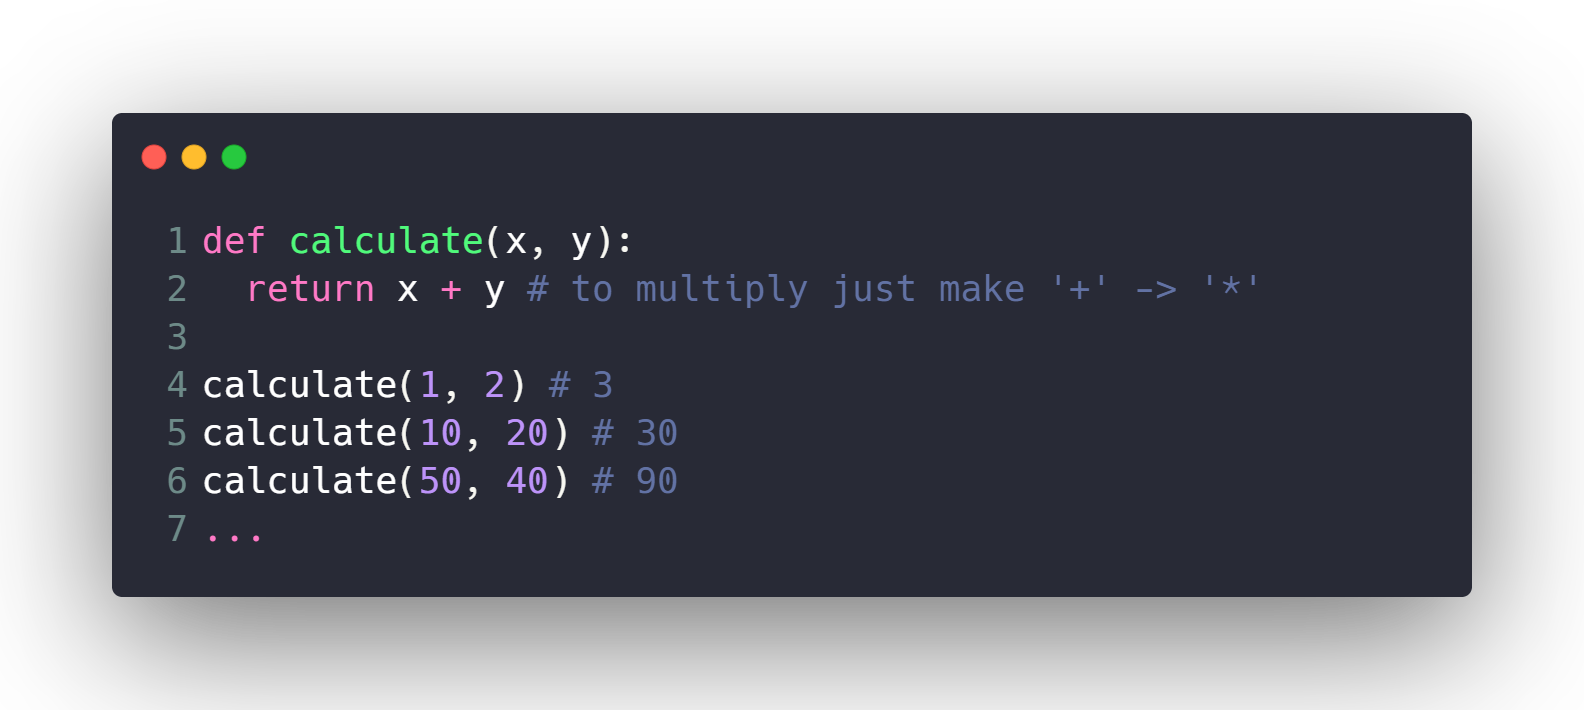 1 def calculate(x, y):
2   return x + y # to multiply just make '+' -> '*'
3
4 calculate(1, 2) # 3
5 calculate(10, 20) # 30
6 calculate(50, 40) # 90
7 ...